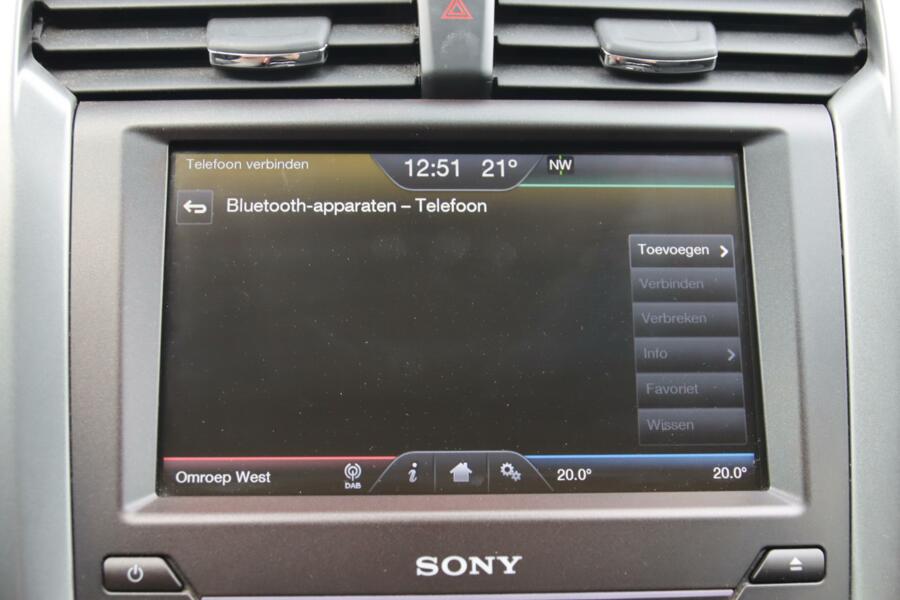 Telefoon verbinden
12:51 21° NW
Bluetooth-apparaten – Telefoon
Toevoegen
Verbinden
Verbreken
Info
Favoriet
Wissen
Omroep West
DAB
i
20.0°
20.0°
SONY